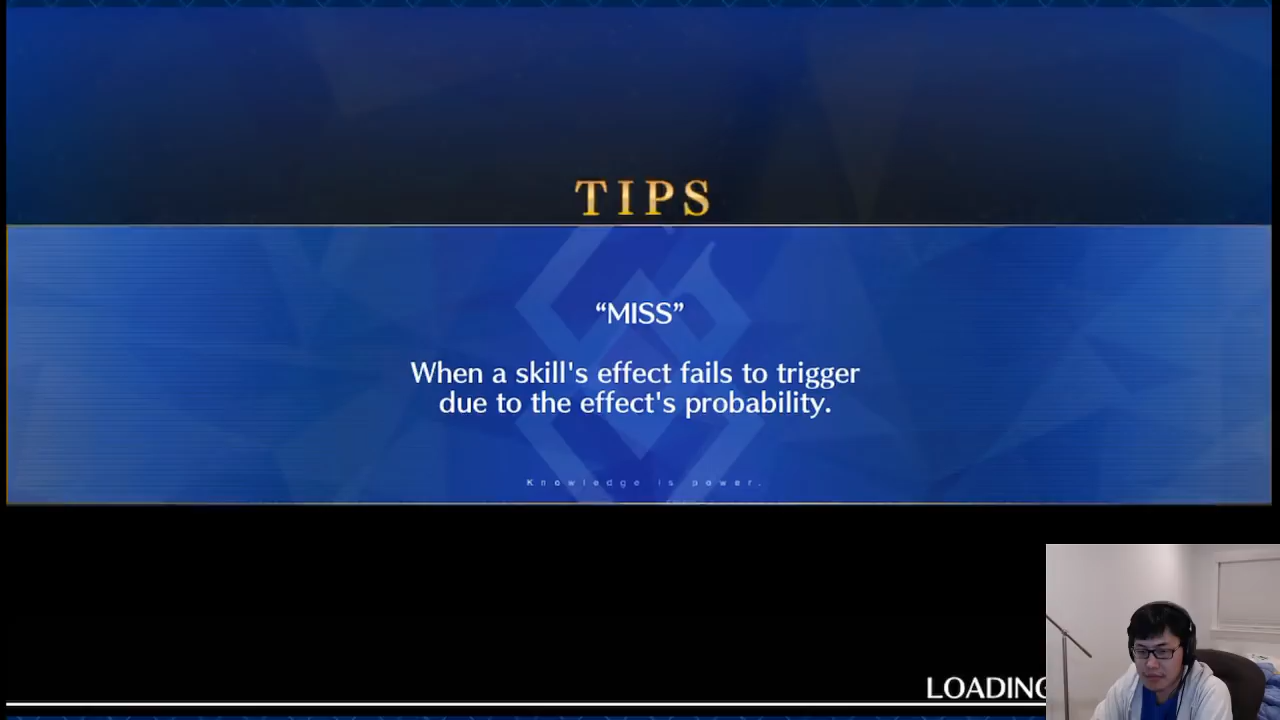 TIPS
“MISS”
When a skill's effect fails to trigger
due to the effect's probability.
Knowledge is power.
LOADING